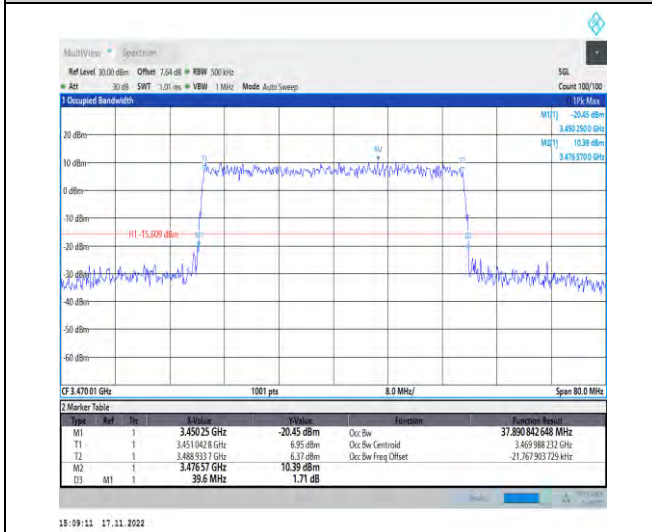 MultiView Spectrum
Ref Level 30.00 dBm Offset 7.64 dB RBW 500 kHz SGL
Att 30 dB SWT 1.01 ms VBW 1 MHz Mode Auto Sweep Count 100/100
1 Occupied Bandwidth 1Pk Max
M1[1] -20.45 dBm
3.450 2500 GHz
M2[1] 10.39 dBm
3.476 5700 GHz
20 dBm
10 dBm
0 dBm
-10 dBm
H1 -15.609 dBm
-20 dBm
-30 dBm
-40 dBm
-50 dBm
-60 dBm
M2
T1
M1
CF 3.470 01 GHz 1001 pts 8.0 MHz/ Span 80.0 MHz
2 Marker Table
Type Ref Trc X-Value Y-Value Function Function Result
M1 1 3.450 25 GHz -20.45 dBm Occ Bw 37.890 842 648 MHz
T1 1 3.451 042 8 GHz 6.95 dBm Occ Bw Centroid 3.469 988 232 GHz
T2 1 3.488 933 7 GHz 6.37 dBm Occ Bw Freq Offset -21.767 903 729 kHz
M2 1 3.476 57 GHz 10.39 dBm
D3 M1 1 39.6 MHz 1.71 dB
15:09:11 17.11.2022